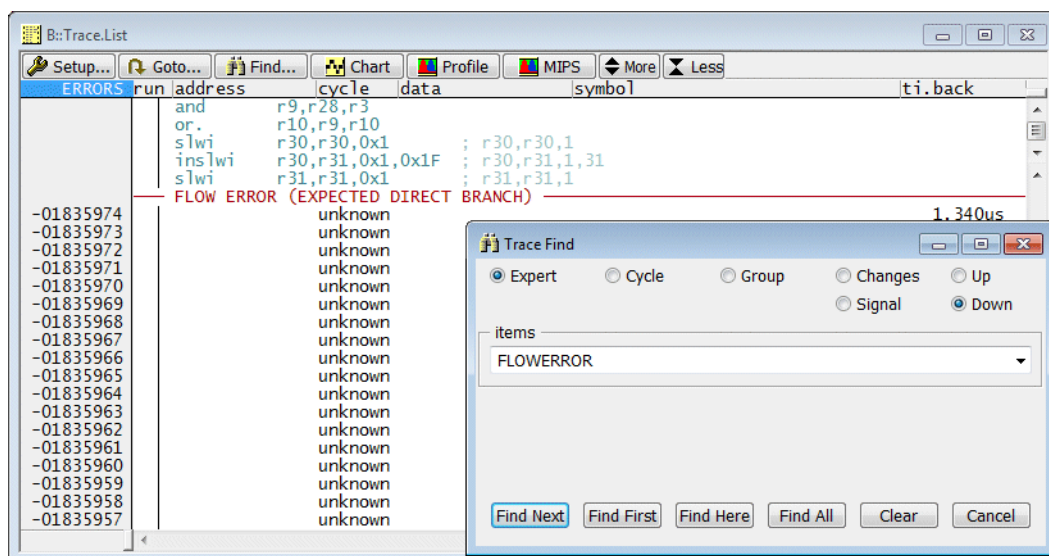 B::Trace.List
Setup... Goto... Find... Chart Profile MIPS More Less
ERRORS run address cycle data symbol ti.back
and r9,r28,r3
or. r10,r9,r10
slwi r30,r30,0x1 ; r30,r30,1
inslwi r30,r31,0x1,0x1F ; r30,r31,1,31
slwi r31,r31,0x1 ; r31,r31,1
FLOW ERROR (EXPECTED DIRECT BRANCH)
-01835974 unknown 1.340us
-01835973 unknown
-01835972 unknown
-01835971 unknown
-01835970 unknown
-01835969 unknown
-01835968 unknown
-01835967 unknown
-01835966 unknown
-01835965 unknown
-01835964 unknown
-01835963 unknown
-01835962 unknown
-01835961 unknown
-01835960 unknown
-01835959 unknown
-01835958 unknown
-01835957 unknown
Trace Find
Expert Cycle Group Changes Up
Signal Down
items
FLOWERROR
Find Next Find First Find Here Find All Clear Cancel